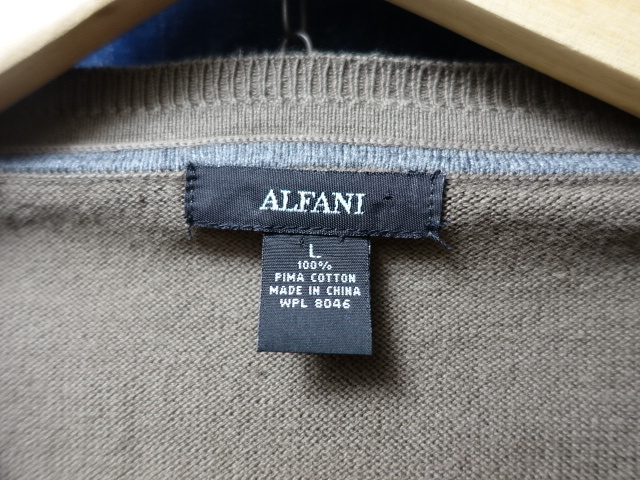 ALFANI
L
100%
PIMA COTTON
MADE IN CHINA
WPL 8046